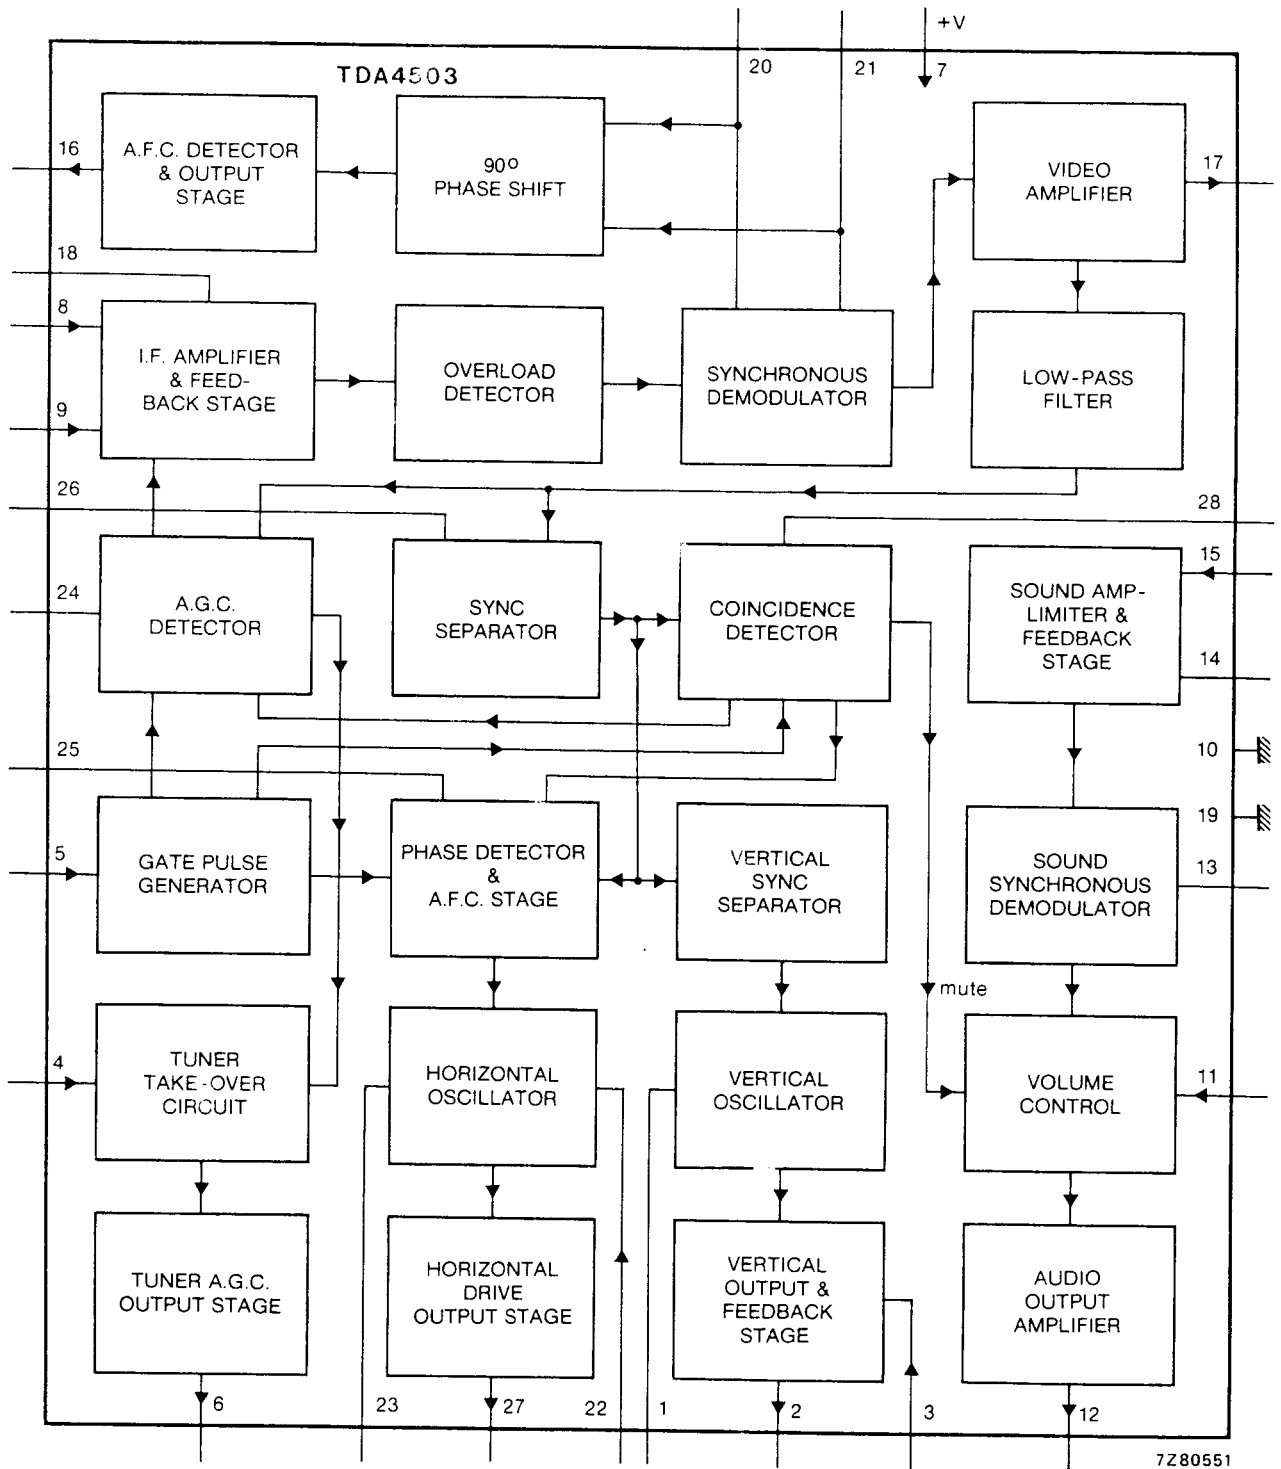 +V
20
21
7
TDA4503
16
A.F.C. DETECTOR
& OUTPUT
STAGE
90°
PHASE SHIFT
VIDEO
AMPLIFIER
17
18
8
9
I.F. AMPLIFIER
& FEED-
BACK STAGE
OVERLOAD
DETECTOR
SYNCHRONOUS
DEMODULATOR
LOW-PASS
FILTER
26
28
24
A.G.C.
DETECTOR
SYNC
SEPARATOR
COINCIDENCE
DETECTOR
15
SOUND AMP-
LIMITER &
FEEDBACK
STAGE
14
25
10
19
5
GATE PULSE
GENERATOR
PHASE DETECTOR
&
A.F.C. STAGE
VERTICAL
SYNC
SEPARATOR
SOUND
SYNCHRONOUS
DEMODULATOR
13
mute
4
TUNER
TAKE-OVER
CIRCUIT
HORIZONTAL
OSCILLATOR
VERTICAL
OSCILLATOR
VOLUME
CONTROL
11
TUNER A.G.C.
OUTPUT STAGE
HORIZONTAL
DRIVE
OUTPUT STAGE
VERTICAL
OUTPUT &
FEEDBACK
STAGE
AUDIO
OUTPUT
AMPLIFIER
6
23
27
22
1
2
3
12
7Z80551